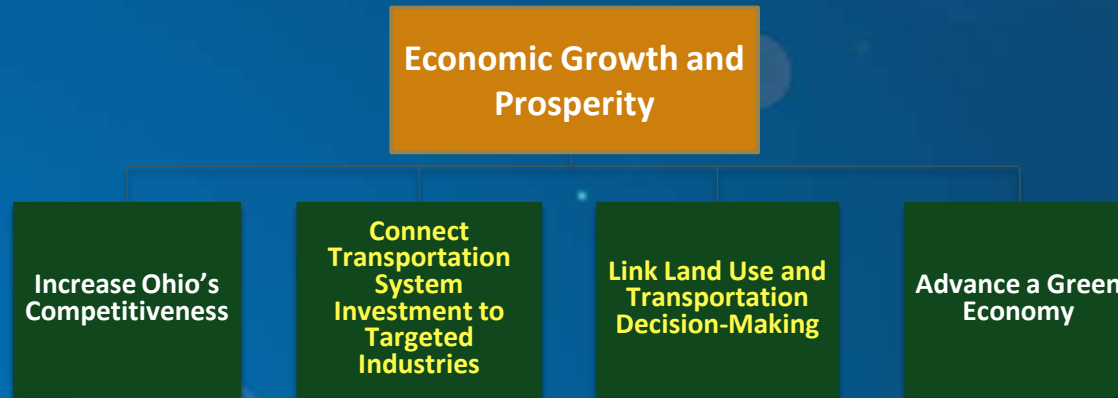 Economic Growth and
Prosperity
Increase Ohio’s
Competitiveness
Connect
Transportation
System
Investment to
Targeted
Industries
Link Land Use and
Transportation
Decision-Making
Advance a Green
Economy